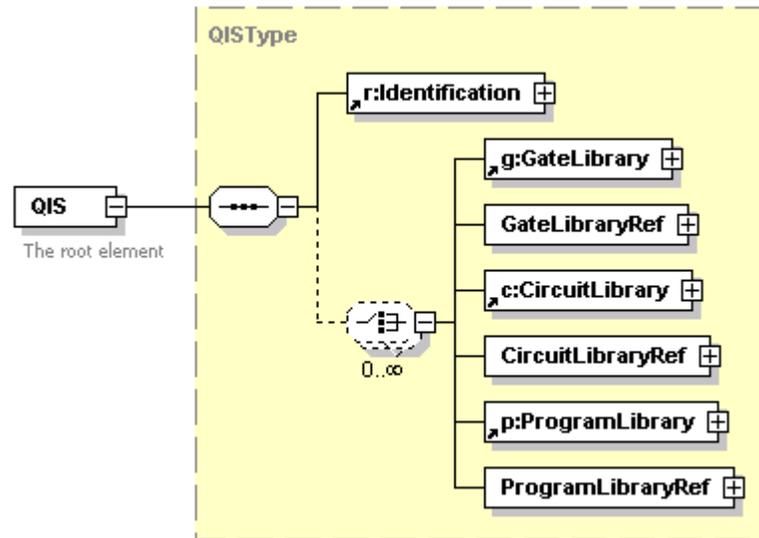 QISType
r:Identification
g:GateLibrary
QIS
GateLibraryRef
The root element
c:CircuitLibrary
0..∞
CircuitLibraryRef
p:ProgramLibrary
ProgramLibraryRef